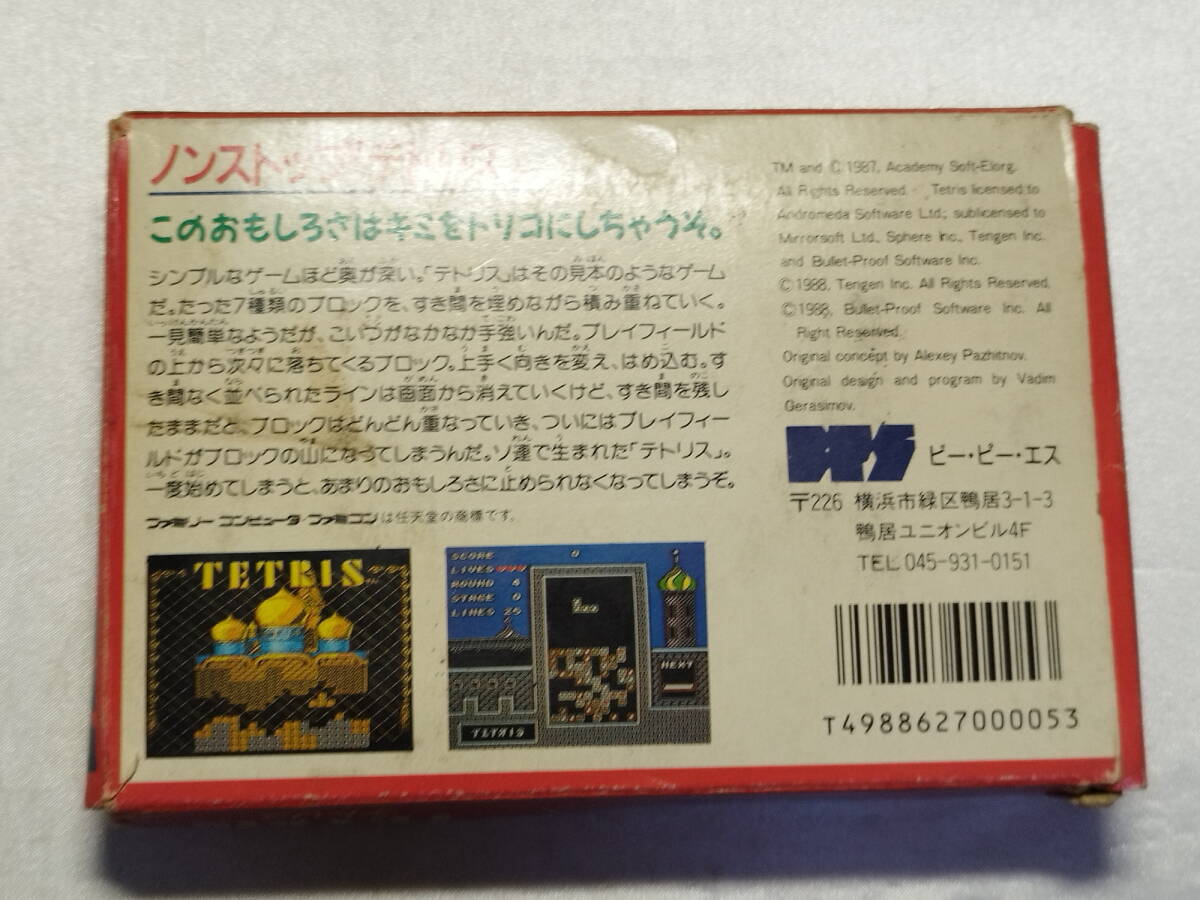 ノンストップテトリス
このおもしろさはキミをトリコにしちゃうぞ。
シンプルなゲームほど奥が深い。「テトリス」はその見本のようなゲーム
だ。たった7種類のブロックを、すき間を埋めながら積み重ねていく。
一見簡単なようだが、こいつがなかなか手強いんだ。プレイフィールド
の上から次々に落ちてくるブロック。上手く向きを変え、はめ込む。す
き間なく並べられたラインは画面から消えていくけど、すき間を残し
たままだと、ブロックはどんどん重なっていき、ついにはプレイフィー
ルドがブロックの山になってしまうんだ。ソ連で生まれた「テトリス」。
一度始めてしまうと、あまりのおもしろさに止められなくなってしまうぞ。
ファミリーコンピュータ/ファミコンは任天堂の商標です。
TETRIS
SCORE 0
LIVES
ROUND 4
STAGE 0
LINES 25
NEXT
TETRIS
TM and © 1987, Academy Soft-Elorg.
All Rights Reserved. Tetris licensed to
Andromeda Software Ltd; sublicensed to
Mirrorsoft Ltd., Sphere Inc., Tengen Inc.
and Bullet-Proof Software Inc.
©1988, Tengen Inc. All Rights Reserved.
©1988, Bullet-Proof Software Inc. All
Right Reserved.
Original concept by Alexey Pazhitnov.
Original design and program by Vadim
Gerasimov.
BPS ビー・ピー・エス
〒226 横浜市緑区鴨居3-1-3
鴨居ユニオンビル4F
TEL 045-931-0151
T4988627000053